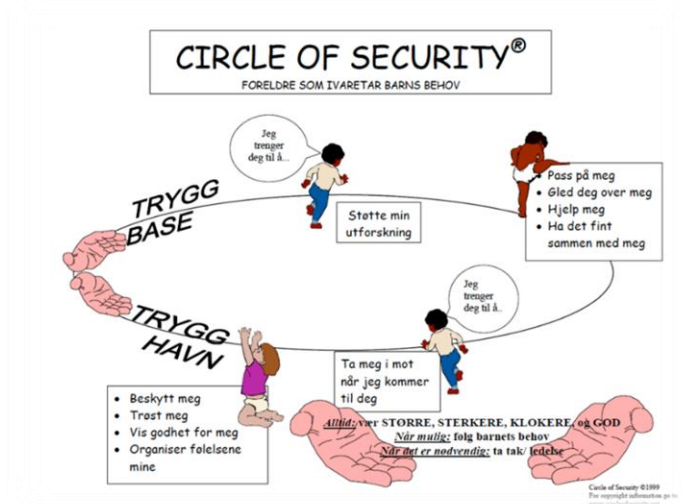 CIRCLE OF SECURITY®
FORELDRE SOM IVARETAR BARNS BEHOV
Jeg
trenger
deg til å...
TRYGG
BASE
Støtte min
utforskning
• Pass på meg
• Gled deg over meg
• Hjelp meg
• Ha det fint
sammen med meg
Jeg
trenger
deg til å..
TRYGG
HAVN
Ta meg i mot
når jeg kommer
til deg
• Beskytt meg
• Trøst meg
• Vis godhet for meg
• Organiser følelsene
mine
Alltid: vær STØRRE, STERKERE, KLOKERE, og GOD
Når mulig: følg barnets behov
Når det er nødvendig: ta tak/ ledelse
Circle of Security ©1999
For copyright information go to